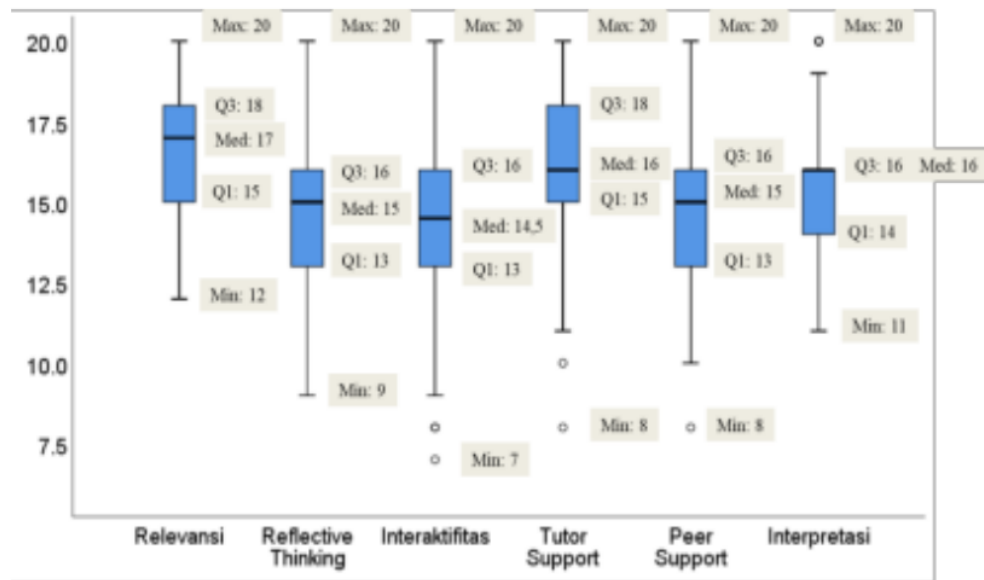 Max: 20 Max: 20 Max: 20 Max: 20 Max: 20 Max: 20
20.0
Q3: 18 Q3: 18
17.5
Med: 17
Q3: 16 Q3: 16 Med: 16 Q3: 16 Q3: 16 Med: 16
Q1: 15 Q1: 15 Med: 15
15.0
Med: 15 Med: 14,5 Q1: 14
Q1: 13 Q1: 13 Q1: 13
12.5
Min: 12 Min: 11
10.0
Min: 9
Min: 8 Min: 8
7.5
Min: 7
Relevansi Reflective Interaktifitas Tutor Peer Interpretasi
Thinking Support Support